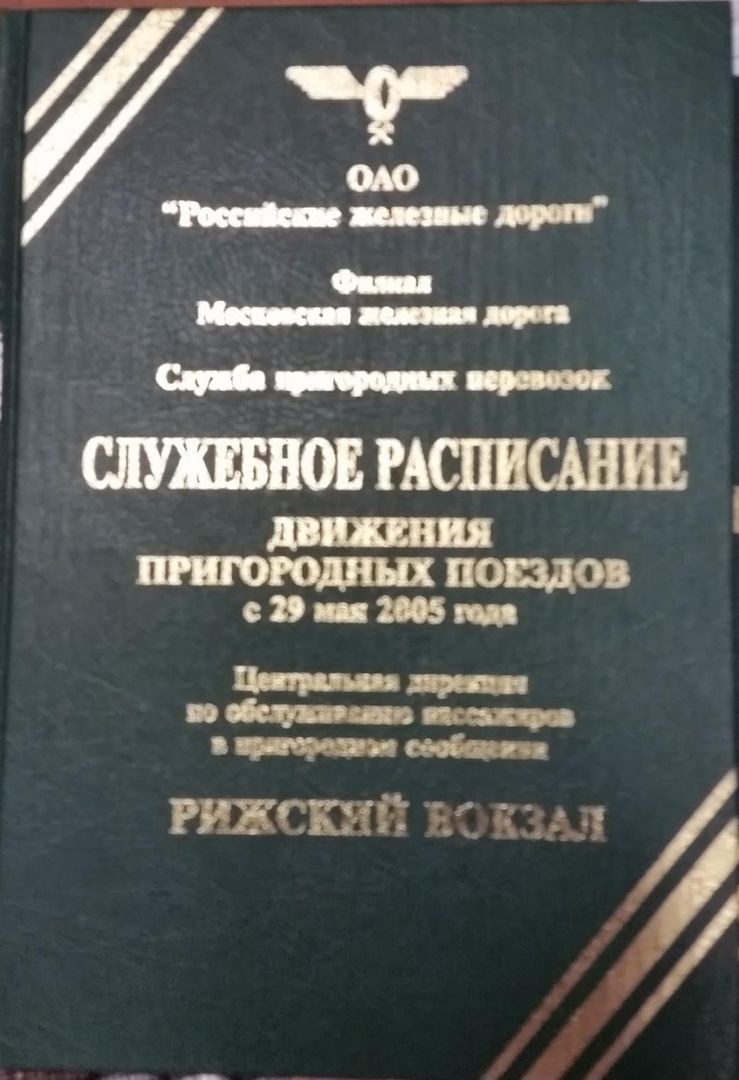 ОАО
"Российские железные дороги"
Филиал
Московская железная дорога
Служба пригородных перевозок
СЛУЖЕБНОЕ РАСПИСАНИЕ
ДВИЖЕНИЯ
ПРИГОРОДНЫХ ПОЕЗДОВ
с 29 мая 2005 года
Центральная дирекция
по обслуживанию пассажиров
в пригородном сообщении
РИЖСКИЙ ВОКЗАЛ